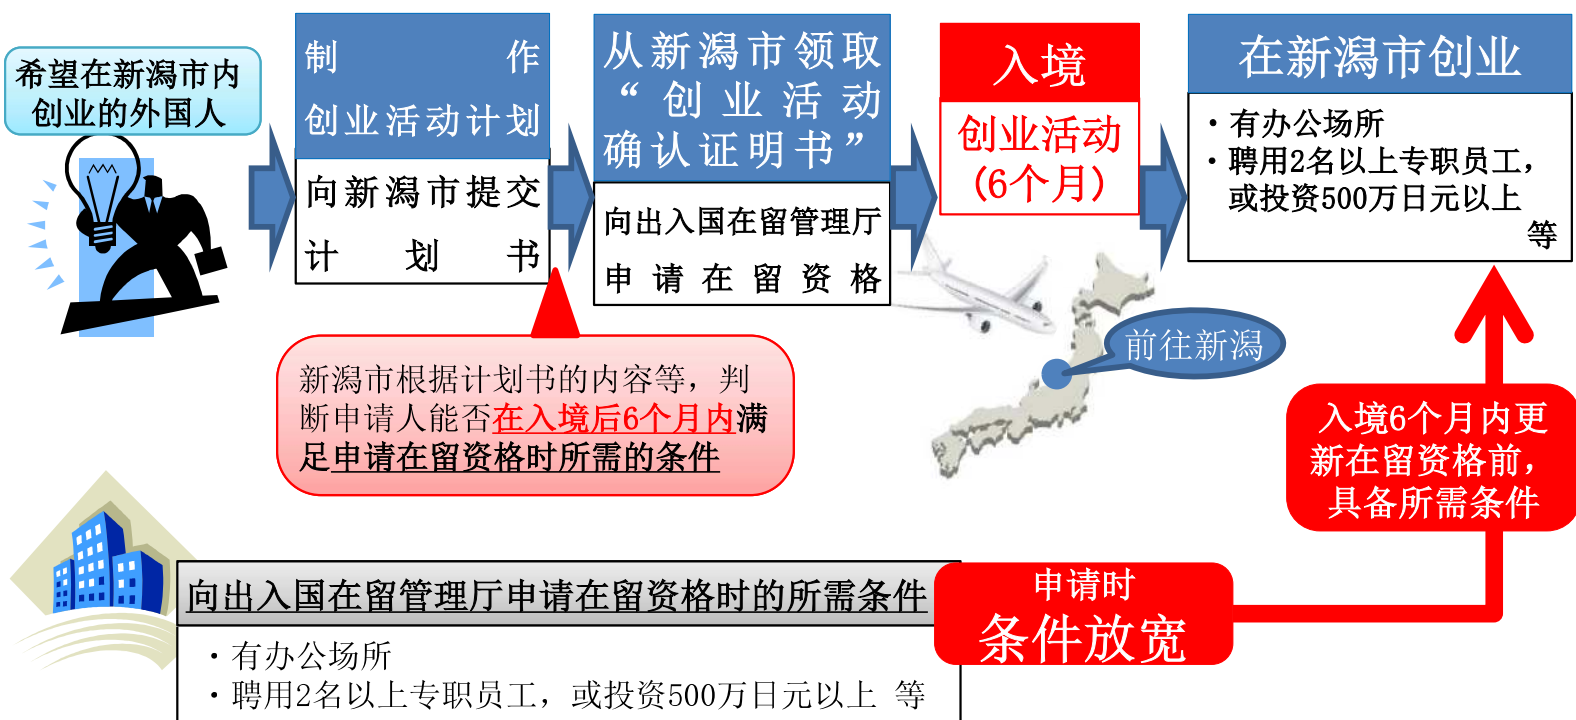 希望在新潟市内
创业的外国人
制作
创业活动计划
向新潟市提交
计划书
从新潟市领取
“创业活动
确认证明书”
向出入国在留管理厅
申请在留资格
入境
创业活动
(6个月)
在新潟市创业
・有办公场所
・聘用2名以上专职员工，
或投资500万日元以上
等
新潟市根据计划书的内容等，判
断申请人能否在入境后6个月内满
足申请在留资格时所需的条件
前往新潟
入境6个月内更
新在留资格前，
具备所需条件
向出入国在留管理厅申请在留资格时的所需条件
・有办公场所
・聘用2名以上专职员工，或投资500万日元以上 等
申请时
条件放宽